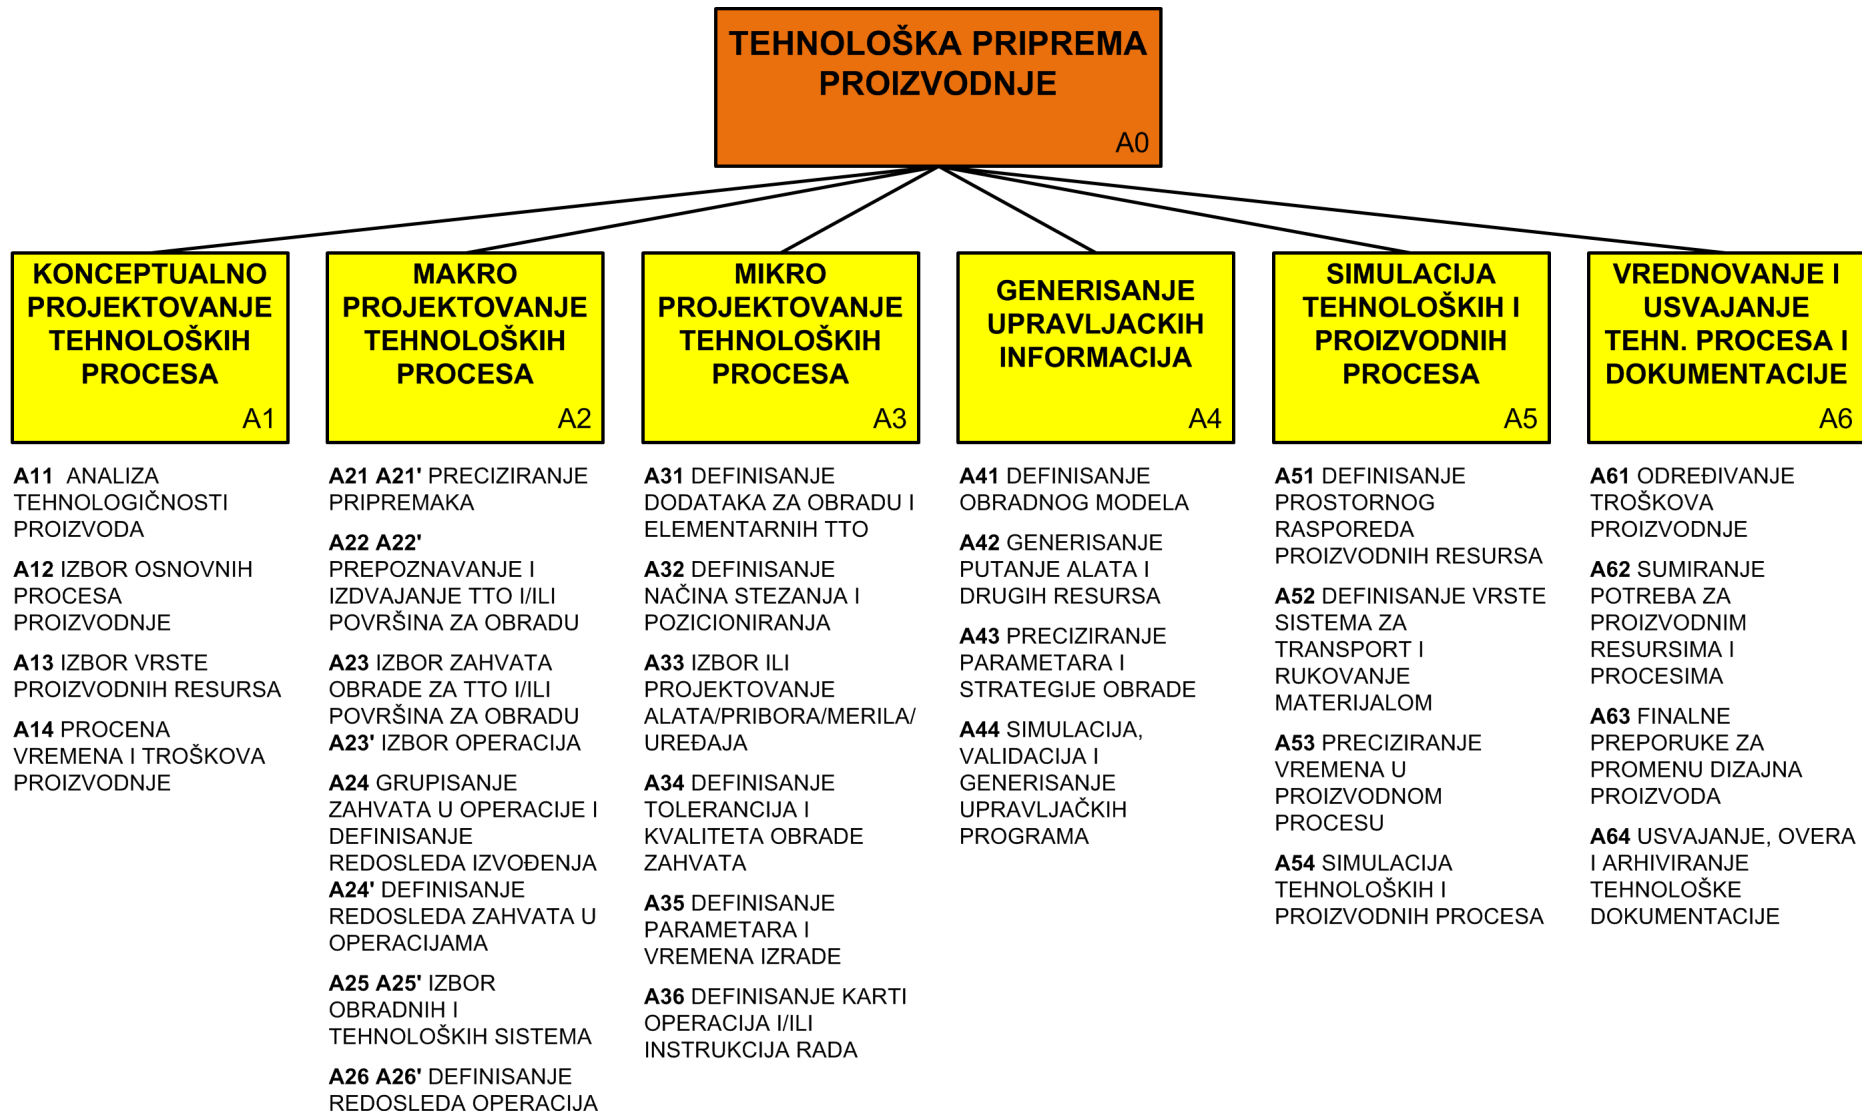 TEHNOLOŠKA PRIPREMA
PROIZVODNJE
A0
KONCEPTUALNO
PROJEKTOVANJE
TEHNOLOŠKIH
PROCESA
A1
A11 ANALIZA
TEHNOLOGIČNOSTI
PROIZVODA
A12 IZBOR OSNOVNIH
PROCESA
PROIZVODNJE
A13 IZBOR VRSTE
PROIZVODNIH RESURSA
A14 PROCENA
VREMENA I TROŠKOVA
PROIZVODNJE
MAKRO
PROJEKTOVANJE
TEHNOLOŠKIH
PROCESA
A2
A21 A21' PRECIZIRANJE
PRIPREMAKA
A22 A22'
PREPOZNAVANJE I
IZDVAJANJE TTO I/ILI
POVRŠINA ZA OBRADU
A23 IZBOR ZAHVATA
OBRADE ZA TTO I/ILI
POVRŠINA ZA OBRADU
A23' IZBOR OPERACIJA
A24 GRUPISANJE
ZAHVATA U OPERACIJE I
DEFINISANJE
REDOSLEDA IZVOĐENJA
A24' DEFINISANJE
REDOSLEDA ZAHVATA U
OPERACIJAMA
A25 A25' IZBOR
OBRADNIH I
TEHNOLOŠKIH SISTEMA
A26 A26' DEFINISANJE
REDOSLEDA OPERACIJA
MIKRO
PROJEKTOVANJE
TEHNOLOŠKIH
PROCESA
A3
A31 DEFINISANJE
DODATAKA ZA OBRADU I
ELEMENTARNIH TTO
A32 DEFINISANJE
NAČINA STEZANJA I
POZICIONIRANJA
A33 IZBOR ILI
PROJEKTOVANJE
ALATA/PRIBORA/MERILA/
UREĐAJA
A34 DEFINISANJE
TOLERANCIJA I
KVALITETA OBRADE
ZAHVATA
A35 DEFINISANJE
PARAMETARA I
VREMENA IZRADE
A36 DEFINISANJE KARTI
OPERACIJA I/ILI
INSTRUKCIJA RADA
GENERISANJE
UPRAVLJACKIH
INFORMACIJA
A4
A41 DEFINISANJE
OBRADNOG MODELA
A42 GENERISANJE
PUTANJE ALATA I
DRUGIH RESURSA
A43 PRECIZIRANJE
PARAMETARA I
STRATEGIJE OBRADE
A44 SIMULACIJA,
VALIDACIJA I
GENERISANJE
UPRAVLJAČKIH
PROGRAMA
SIMULACIJA
TEHNOLOŠKIH I
PROIZVODNIH
PROCESA
A5
A51 DEFINISANJE
PROSTORNOG
RASPOREDA
PROIZVODNIH RESURSA
A52 DEFINISANJE VRSTE
SISTEMA ZA
TRANSPORT I
RUKOVANJE
MATERIJALOM
A53 PRECIZIRANJE
VREMENA U
PROIZVODNOM
PROCESU
A54 SIMULACIJA
TEHNOLOŠKIH I
PROIZVODNIH PROCESA
VREDNOVANJE I
USVAJANJE
TEHN. PROCESA I
DOKUMENTACIJE
A6
A61 ODREĐIVANJE
TROŠKOVA
PROIZVODNJE
A62 SUMIRANJE
POTREBA ZA
PROIZVODNIM
RESURSIMA I
PROCESIMA
A63 FINALNE
PREPORUKE ZA
PROMENU DIZAJNA
PROIZVODA
A64 USVAJANJE, OVERA
I ARHIVIRANJE
TEHNOLOŠKE
DOKUMENTACIJE